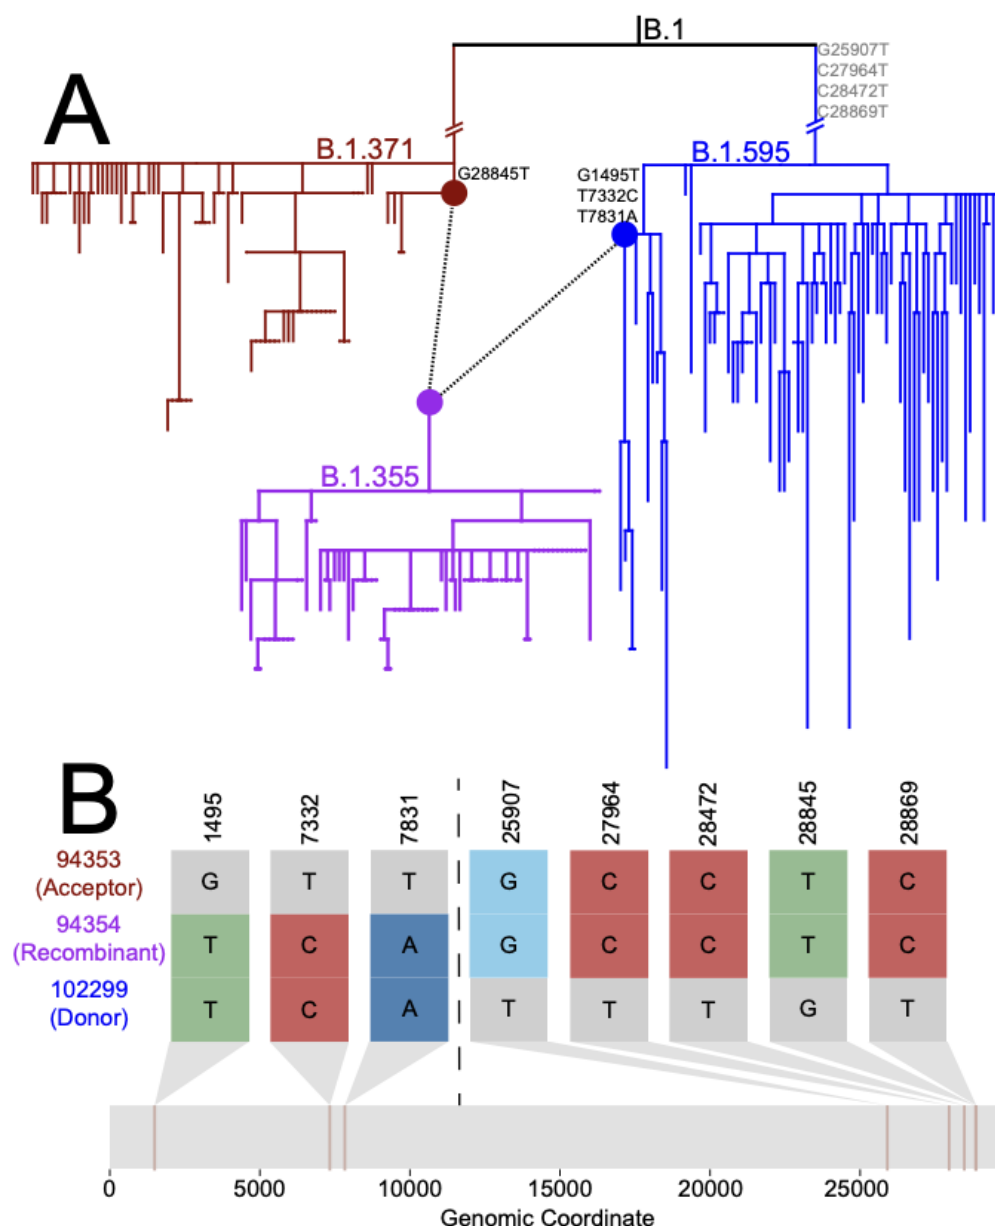 A
B.1
G25907T
C27964T
C28472T
C28869T
B.1.371
G28845T
B.1.595
G1495T
T7332C
T7831A
B.1.355
B
1495 7332 7831 25907 27964 28472 28845 28869
94353
(Acceptor)
G T T G C C T C
94354
(Recombinant)
T C A G C C T C
102299
(Donor)
T C A T T T G T
0 5000 10000 15000 20000 25000
Genomic Coordinate